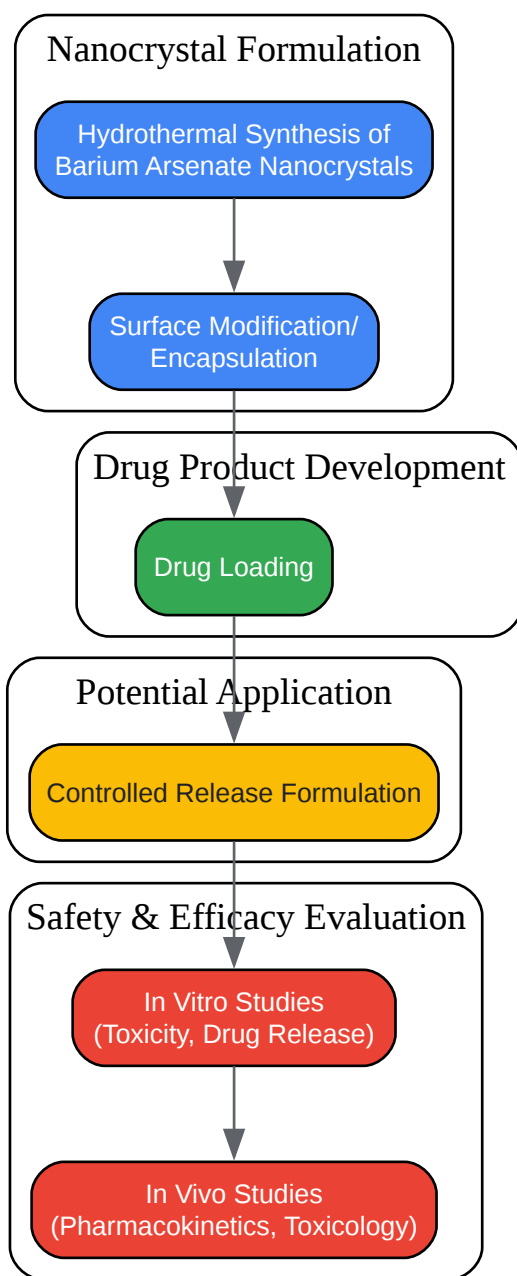 Nanocrystal Formulation
Hydrothermal Synthesis of
Barium Arsenate Nanocrystals
Surface Modification/
Encapsulation
Drug Product Development
Drug Loading
Potential Application
Controlled Release Formulation
Safety & Efficacy Evaluation
In Vitro Studies
(Toxicity, Drug Release)
In Vivo Studies
(Pharmacokinetics, Toxicology)